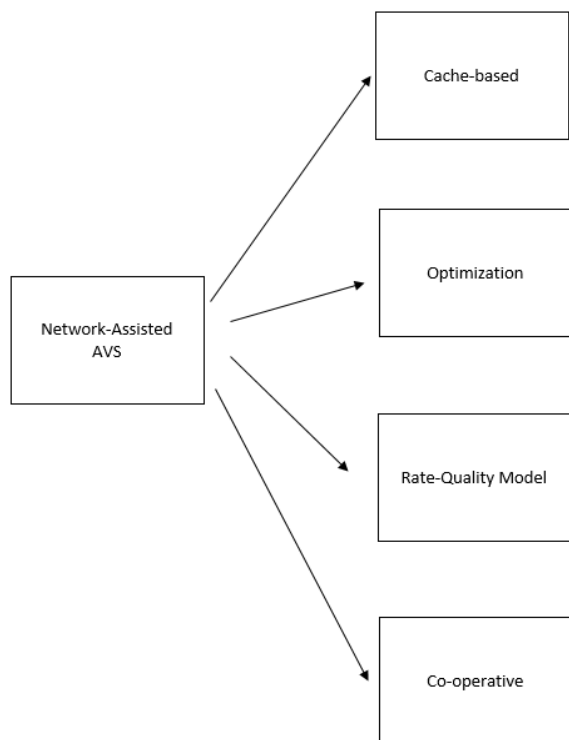 Cache-based
Optimization
Network-Assisted
AVS
Rate-Quality Model
Co-operative